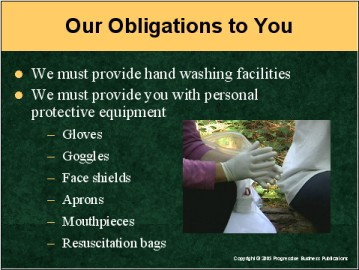 Our Obligations to You
We must provide hand washing facilities
We must provide you with personal
protective equipment
– Gloves
– Goggles
– Face shields
– Aprons
– Mouthpieces
– Resuscitation bags
Copyright © 2005 Progressive Business Publications